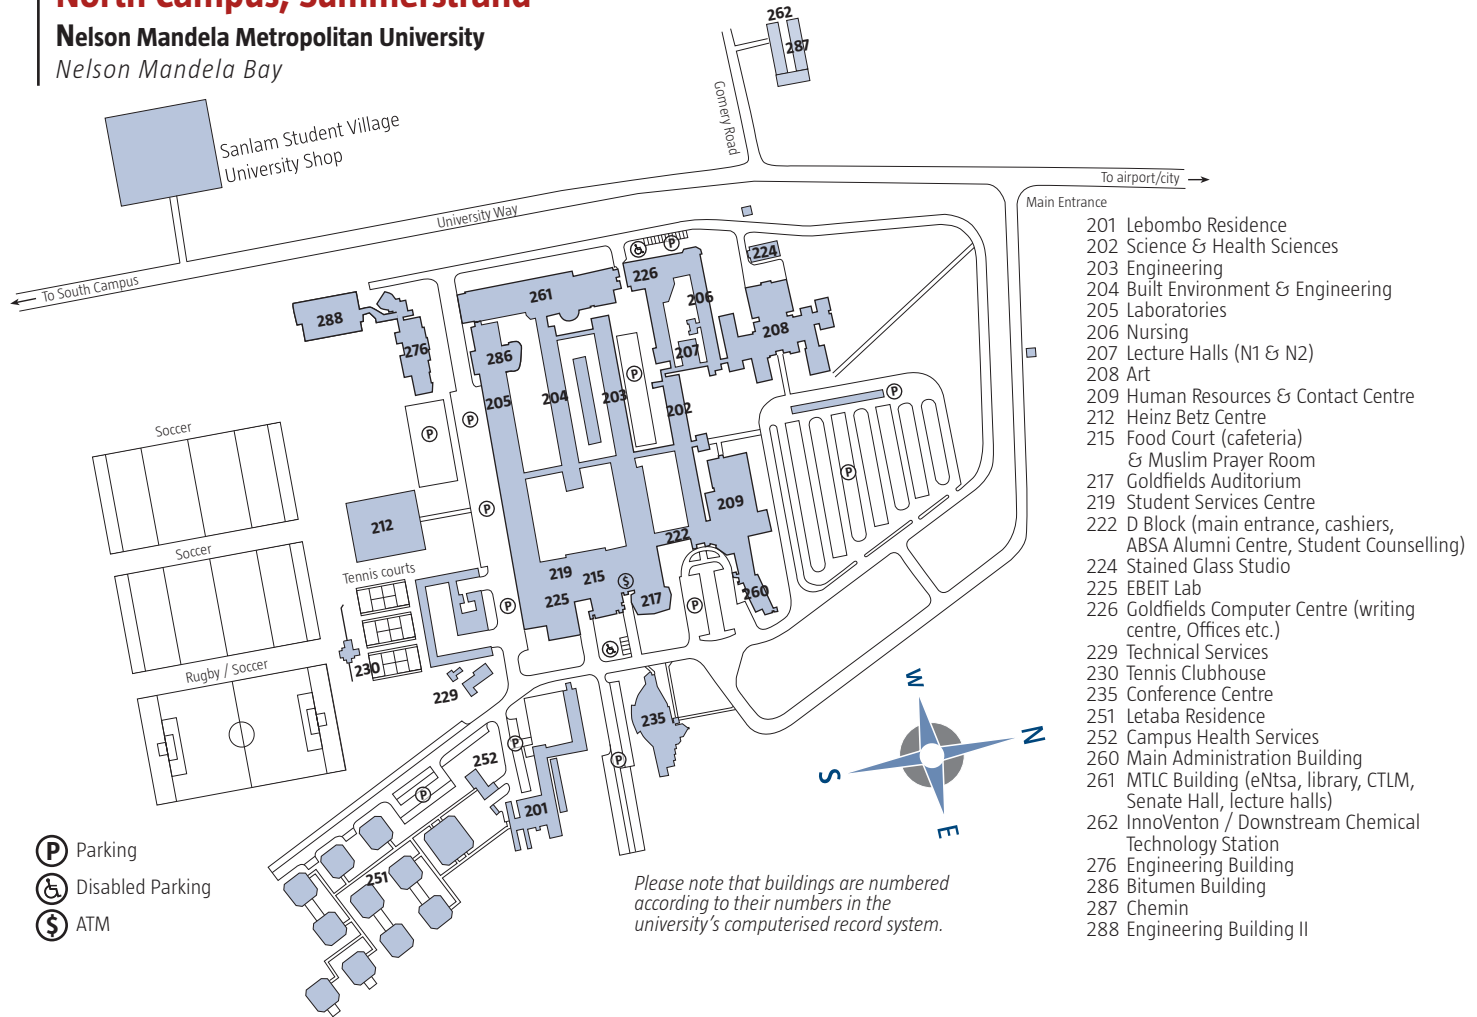 North Campus, Summerstrand
Nelson Mandela Metropolitan University
Nelson Mandela Bay
262
287
Gomery Road
Sanlam Student Village
University Shop
To airport/city
Main Entrance
University Way
To South Campus
224
226
261
206
288
208
276
286
207
205
204
203
202
Soccer
212
209
Soccer
222
Tennis courts
219
215
$
225
217
260
230
Rugby / Soccer
229
235
252
201
251
P
P
P
P
P
P
P
P
P
P
P
P
P
W
N
S
E
201 Lebombo Residence
202 Science & Health Sciences
203 Engineering
204 Built Environment & Engineering
205 Laboratories
206 Nursing
207 Lecture Halls (N1 & N2)
208 Art
209 Human Resources & Contact Centre
212 Heinz Betz Centre
215 Food Court (cafeteria)
& Muslim Prayer Room
217 Goldfields Auditorium
219 Student Services Centre
222 D Block (main entrance, cashiers,
ABSA Alumni Centre, Student Counselling)
224 Stained Glass Studio
225 EBEIT Lab
226 Goldfields Computer Centre (writing
centre, Offices etc.)
229 Technical Services
230 Tennis Clubhouse
235 Conference Centre
251 Letaba Residence
252 Campus Health Services
260 Main Administration Building
261 MTLC Building (eNtsa, library, CTLM,
Senate Hall, lecture halls)
262 InnoVenton / Downstream Chemical
Technology Station
276 Engineering Building
286 Bitumen Building
287 Chemin
288 Engineering Building II
P Parking
Disabled Parking
$ ATM
Please note that buildings are numbered
according to their numbers in the
university's computerised record system.